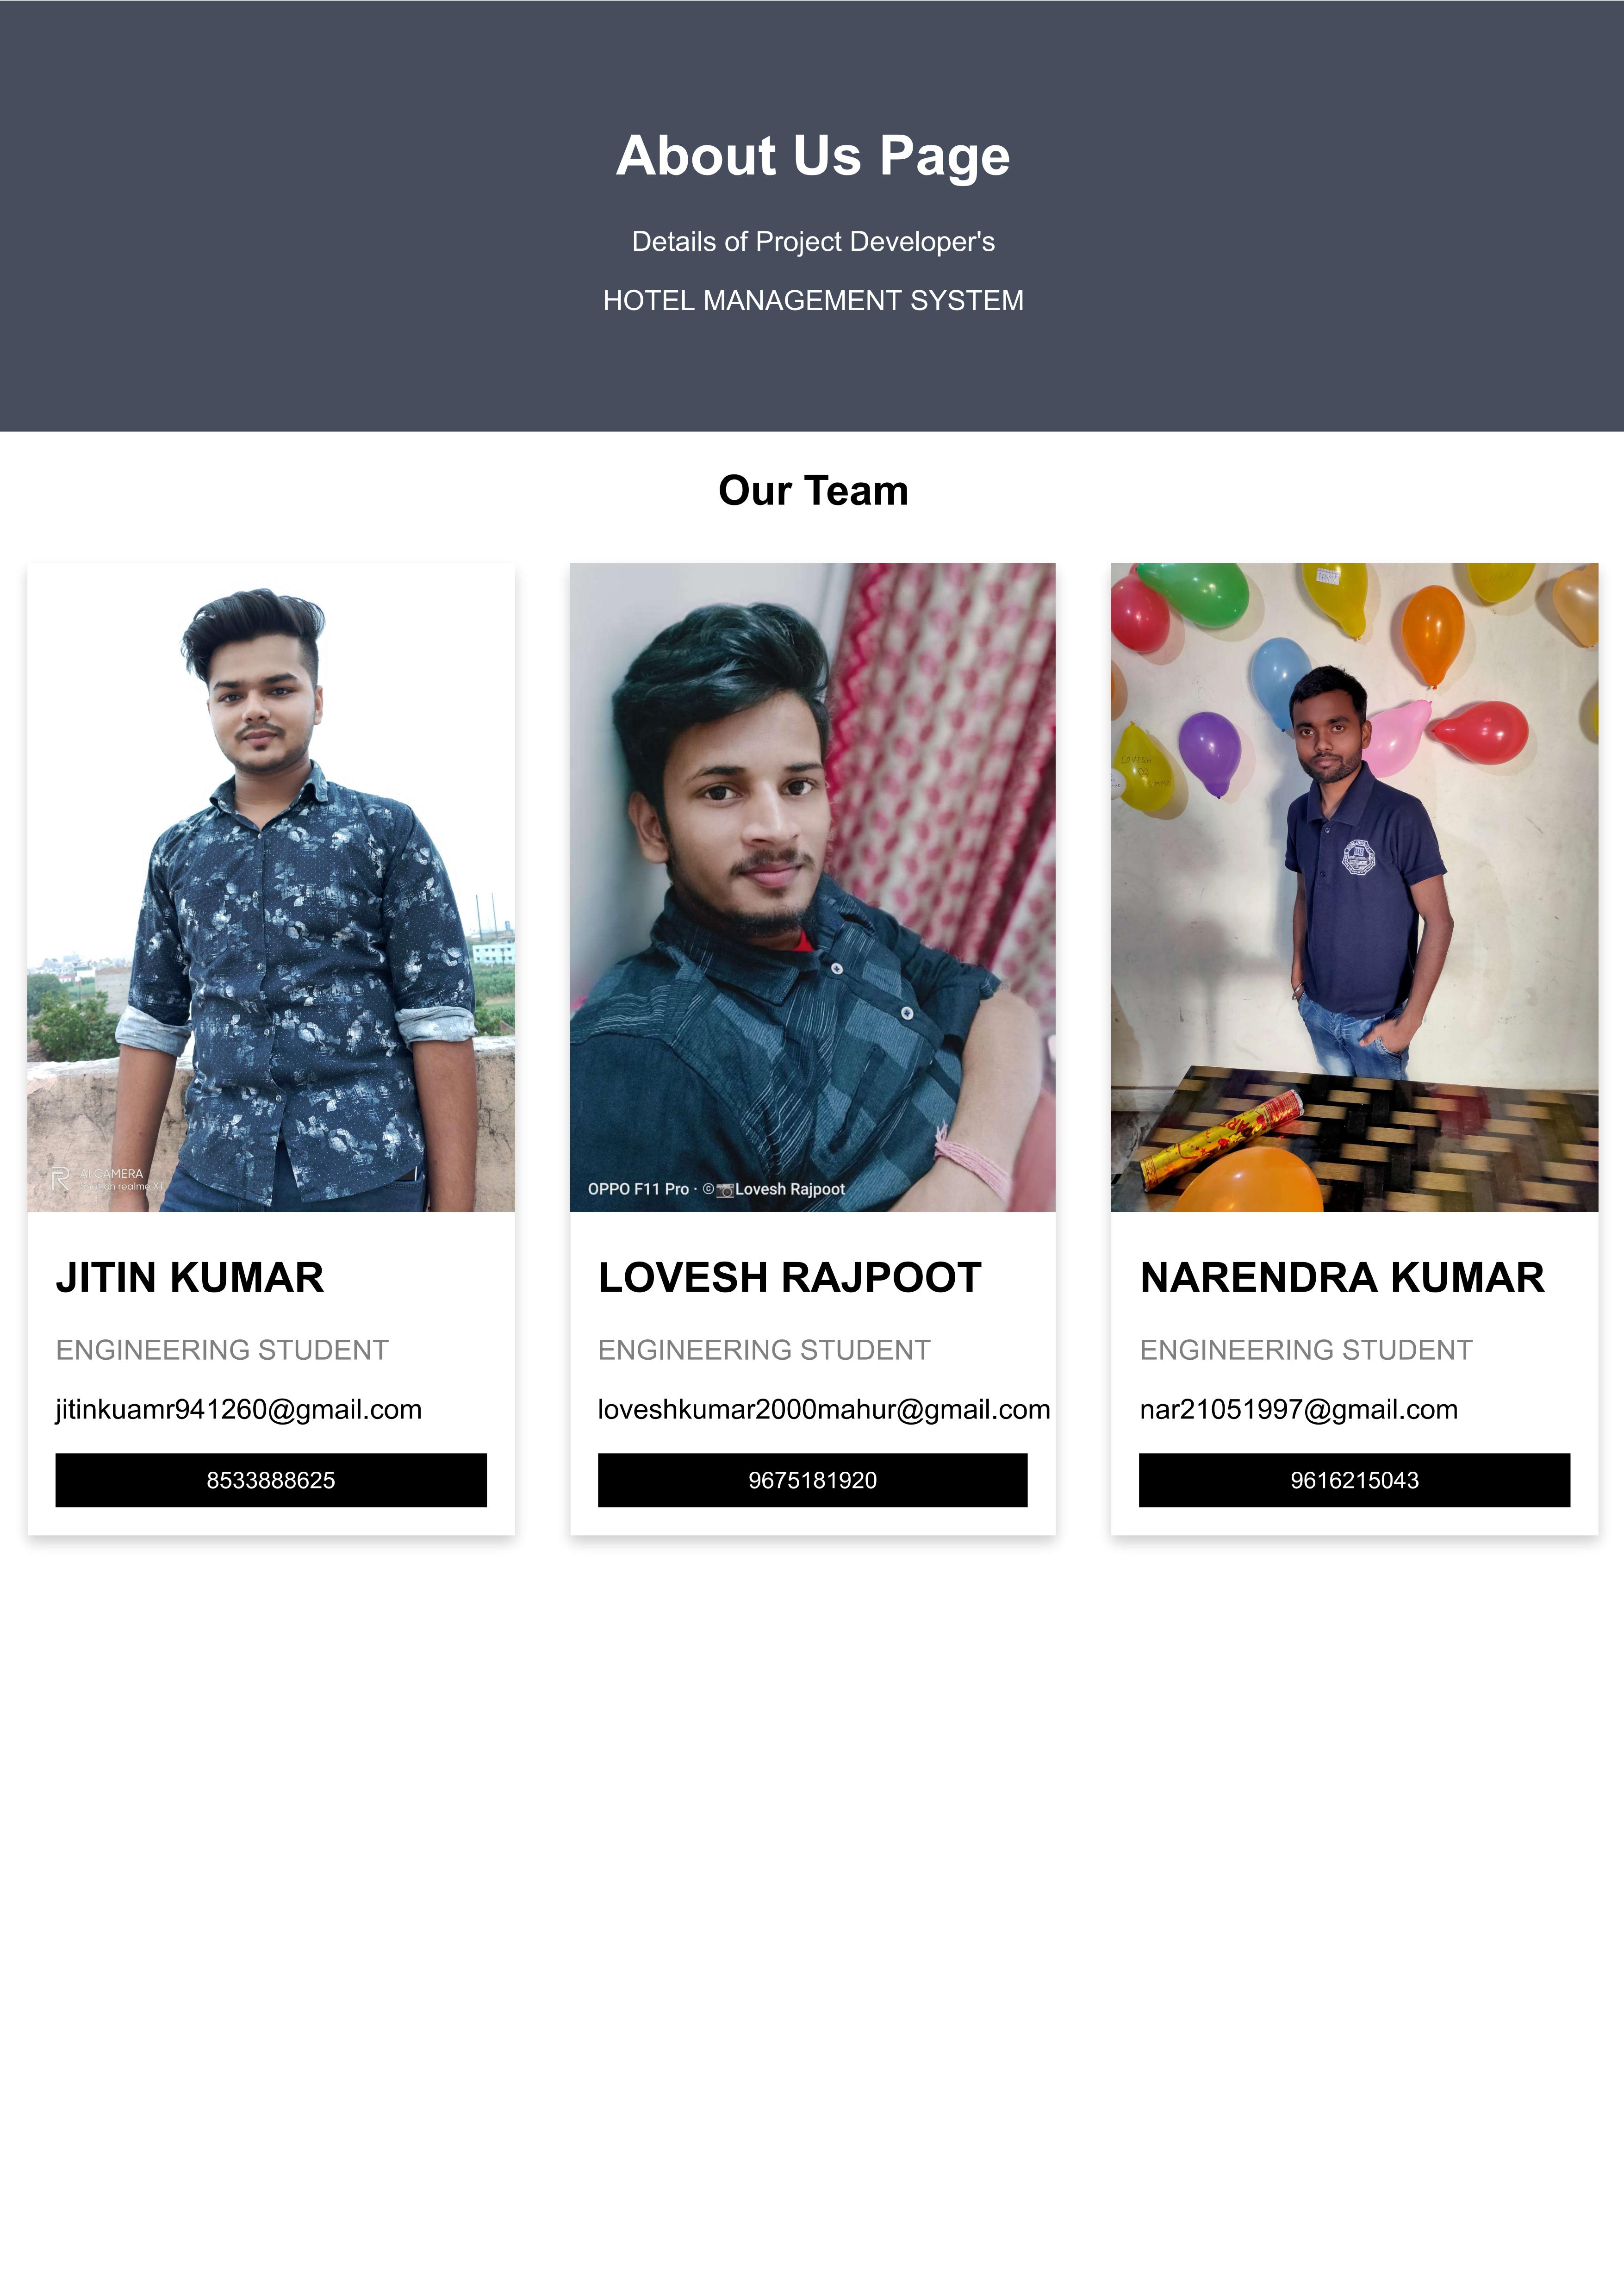 About Us Page
Details of Project Developer's
HOTEL MANAGEMENT SYSTEM
Our Team
LOVESH
AI CAMERA
realme XT
OPPO F11 Pro · © Lovesh Rajpoot
JITIN KUMAR
LOVESH RAJPOOT
NARENDRA KUMAR
ENGINEERING STUDENT
ENGINEERING STUDENT
ENGINEERING STUDENT
jitinkuamr941260@gmail.com
loveshkumar2000mahur@gmail.com
nar21051997@gmail.com
8533888625
9675181920
9616215043